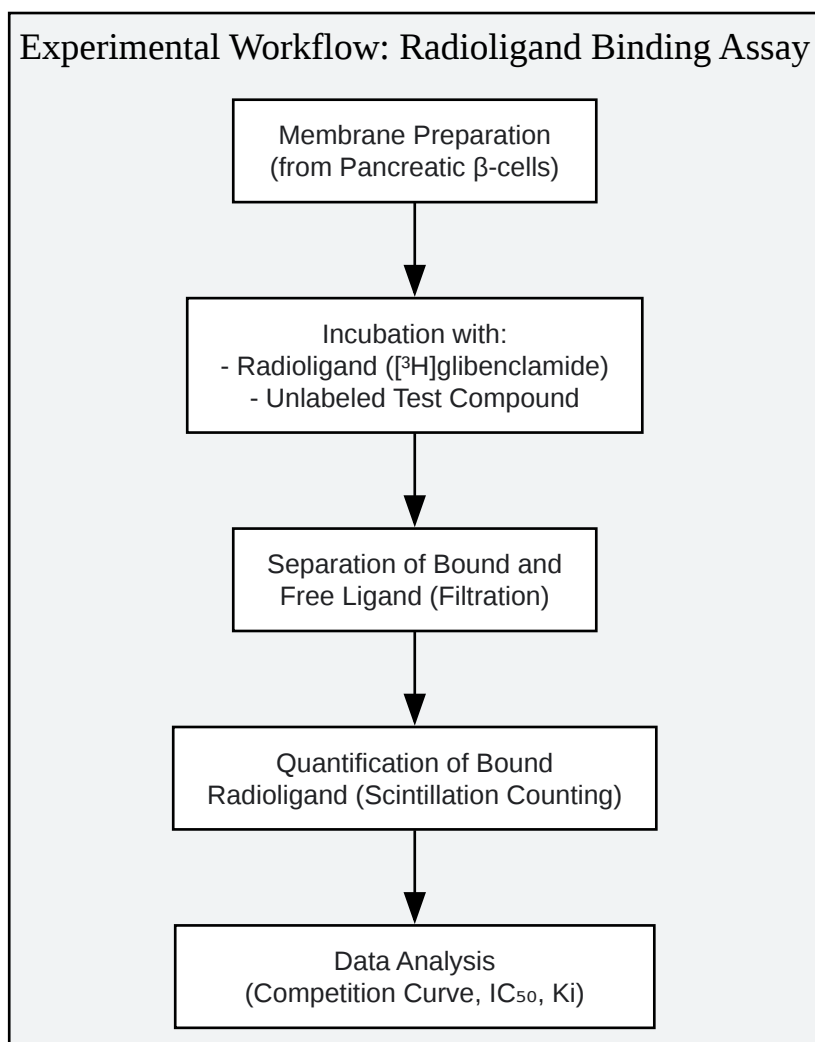 Experimental Workflow: Radioligand Binding Assay
Membrane Preparation
(from Pancreatic β-cells)
Incubation with:
- Radioligand ([³H]glibenclamide)
- Unlabeled Test Compound
Separation of Bound and
Free Ligand (Filtration)
Quantification of Bound
Radioligand (Scintillation Counting)
Data Analysis
(Competition Curve, IC₅₀, Ki)